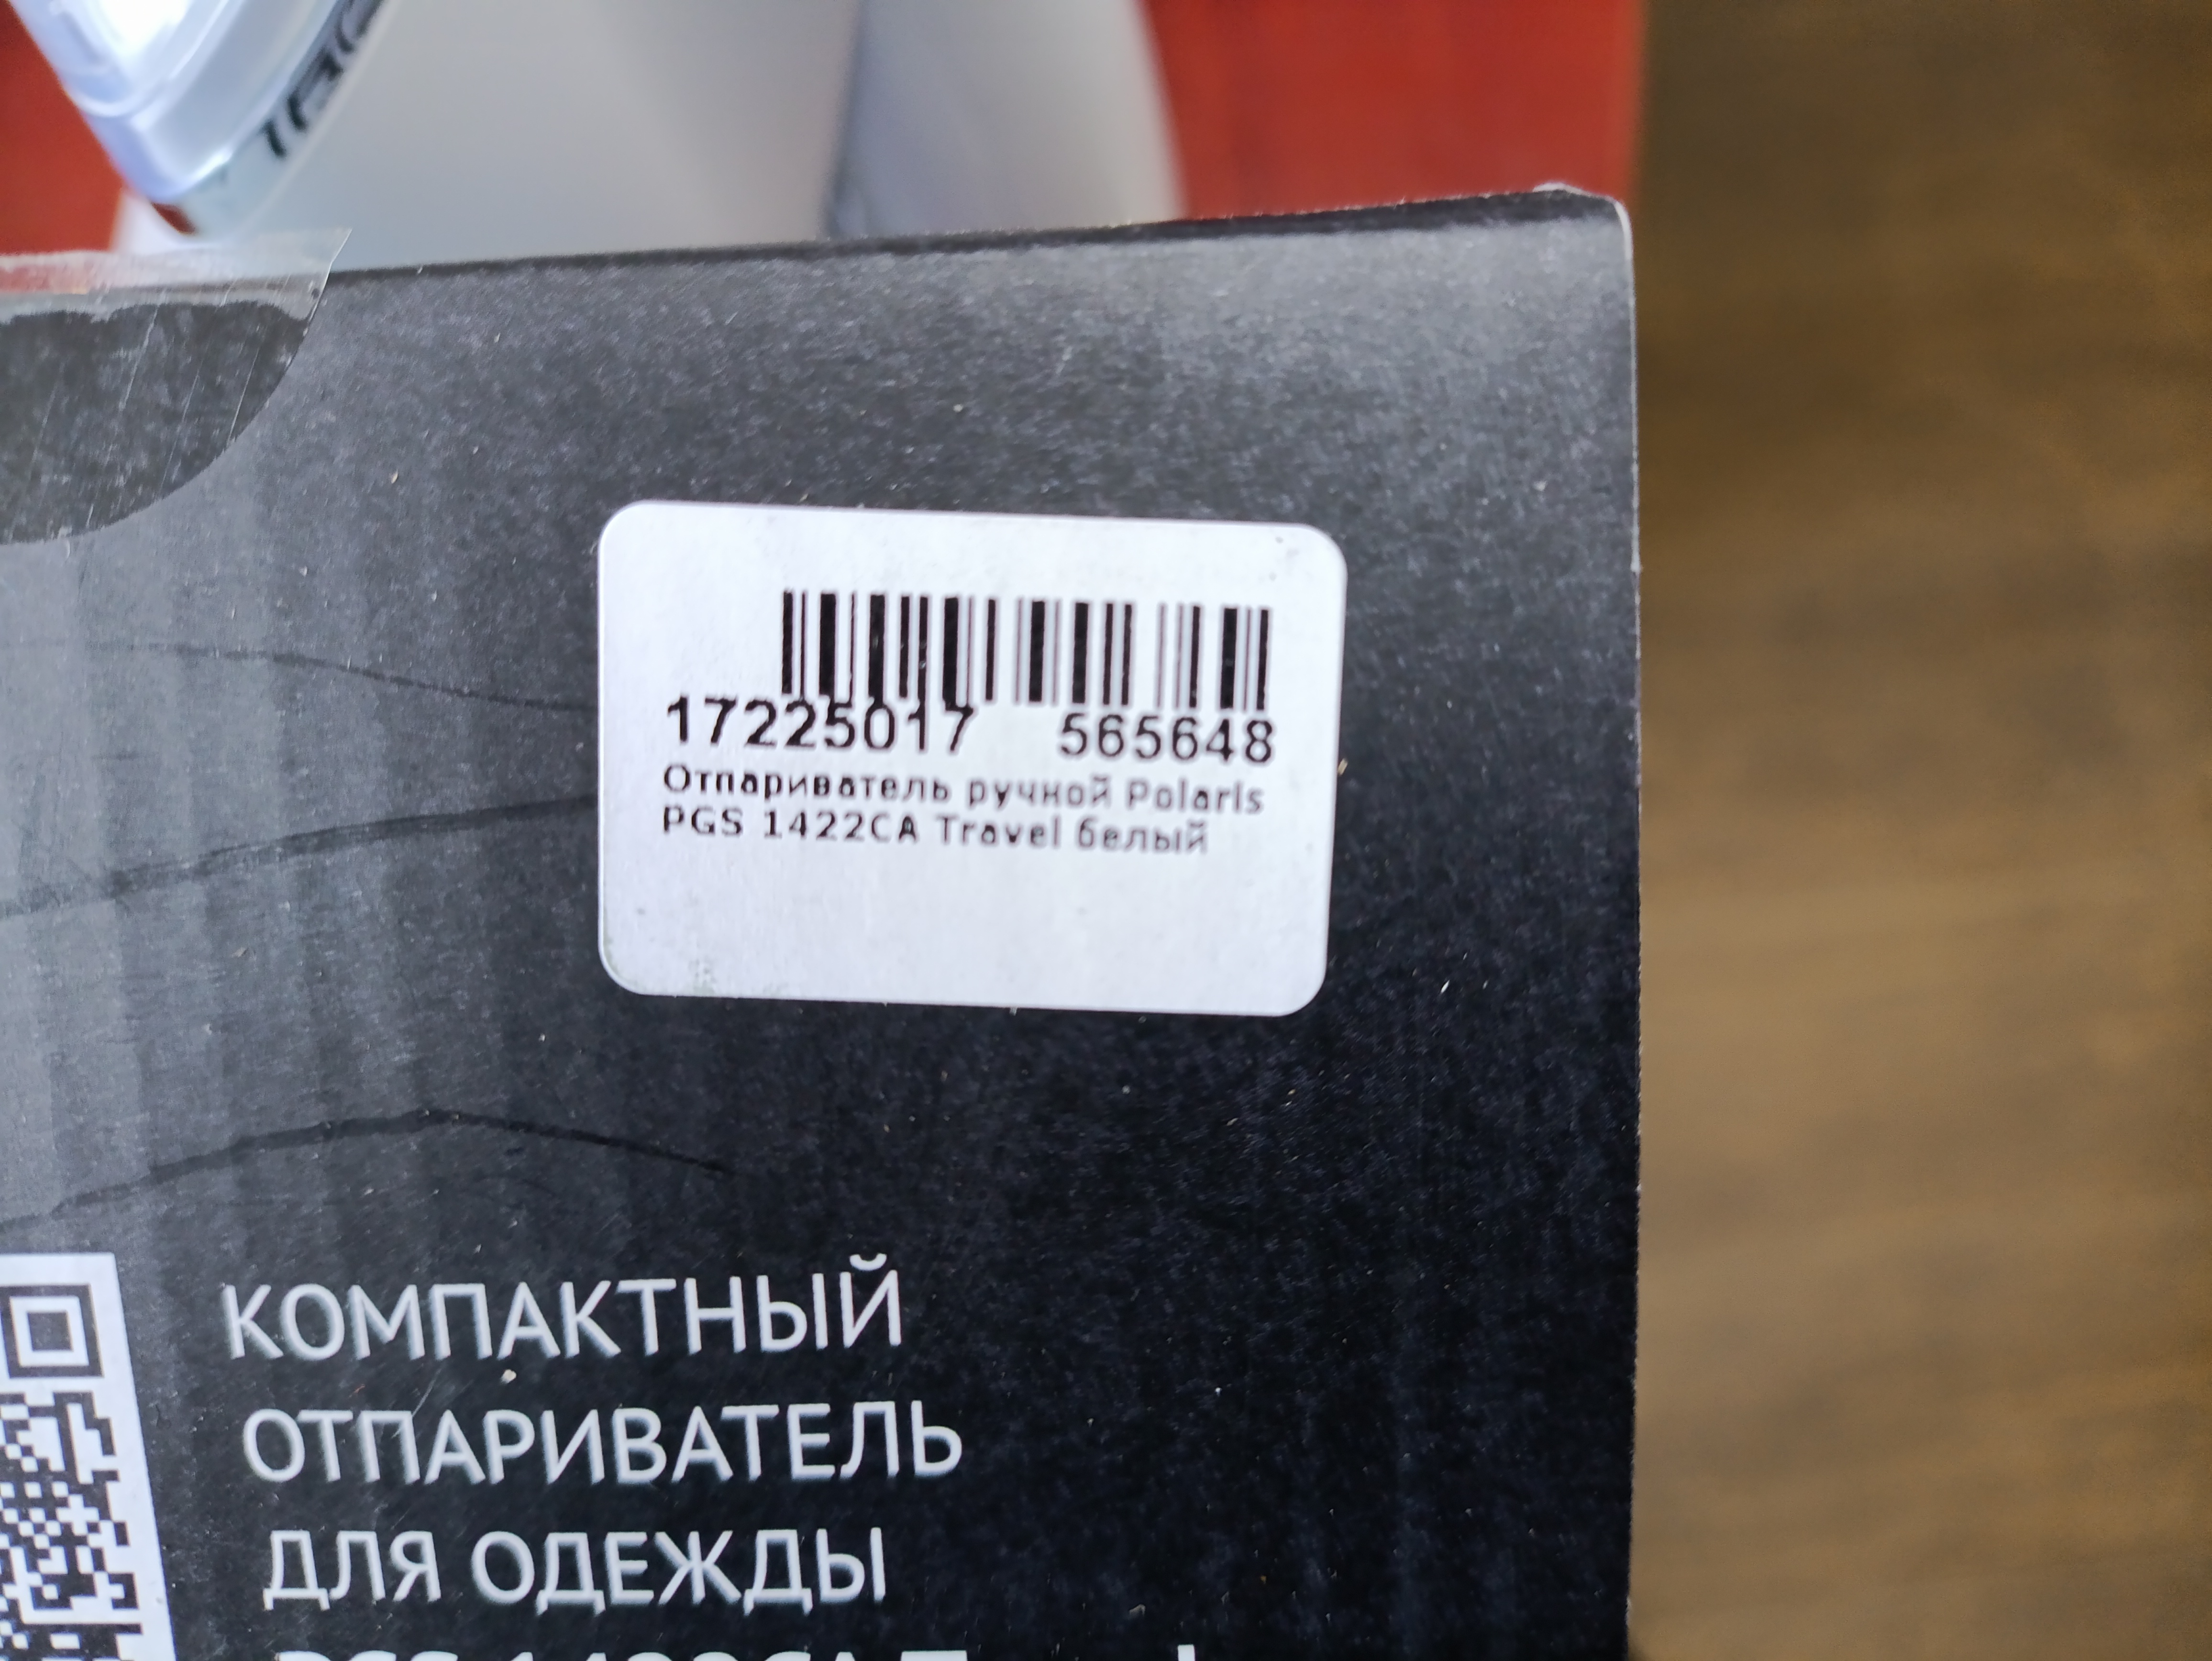 17225017 565648
Отпариватель ручной Polaris
PGS 1422CA Travel белый
КОМПАКТНЫЙ
ОТПАРИВАТЕЛЬ
ДЛЯ ОДЕЖДЫ